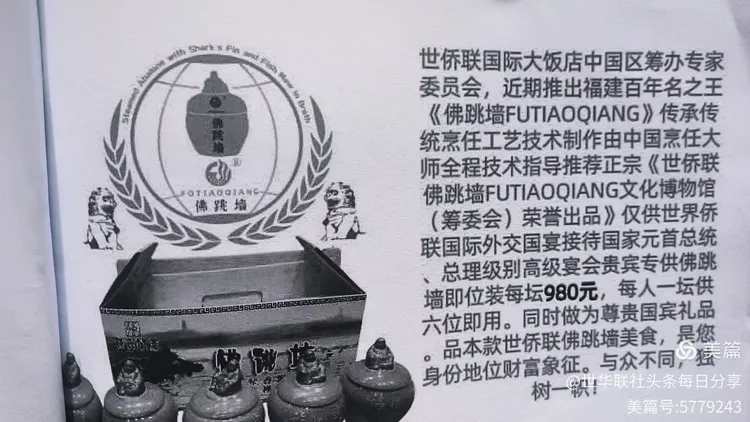 Steamed Abalone with Shark's Fin and Fish Maw in Broth
佛跳墙
®
FOTIAOQIANG
佛跳墙
佛跳墙
世侨联国际大饭店中国区筹办专家
委员会，近期推出福建百年名之王
《佛跳墙FUTIAOQIANG》传承传
统烹任工艺技术制作由中国烹任大
师全程技术指导推荐正宗《世侨联
佛跳墙FUTIAOQIANG文化博物馆
（筹委会）荣誉出品》仅供世界侨
联国际外交国宴接待国家元首总统
、总理级别高级宴会贵宾专供佛跳
墙即位装每坛980元，每人一坛供
六位即用。同时做为尊贵国宾礼品
。品本款世侨联佛跳墙美食，是您
身份地位财富象征。与众不同，独
树一帜！
美篇
@世华联社头条每日分享
美篇号:5779243